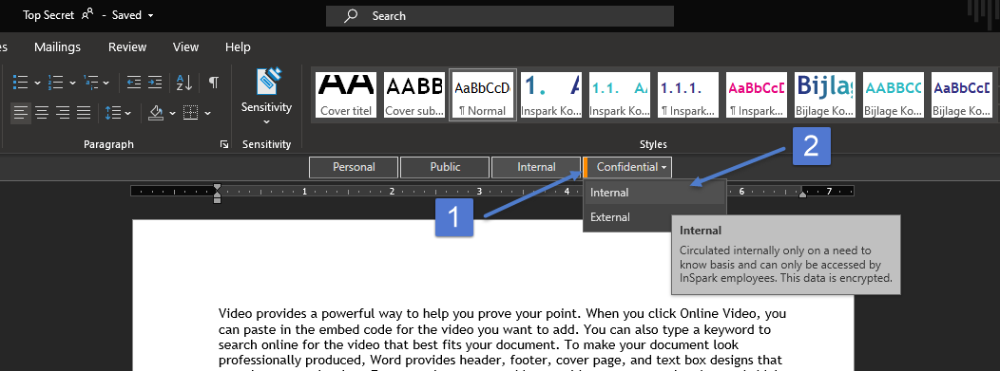 Top Secret - Saved
Search
es Mailings Review View Help
Sensitivity
AA AABB AaBbCcD 1. A 1.1. A 1.1.1. AaBbCcD Bijlag AABBCC AaBbCcD
Cover titel Cover sub... ¶ Normal Inspark Ko... Inspark Ko... ¶ Inspark... ¶ Inspark... Bijlage Ko... Bijlage Ko... Bijlage Ko...
Paragraph Sensitivity Styles
2
Personal Public Internal Confidential
1 2 3 4 6 7
Internal
1
External
Internal
Circulated internally only on a need to
know basis and can only be accessed by
InSpark employees. This data is encrypted.
Video provides a powerful way to help you prove your point. When you click Online Video, you
can paste in the embed code for the video you want to add. You can also type a keyword to
search online for the video that best fits your document. To make your document look
professionally produced, Word provides header, footer, cover page, and text box designs that